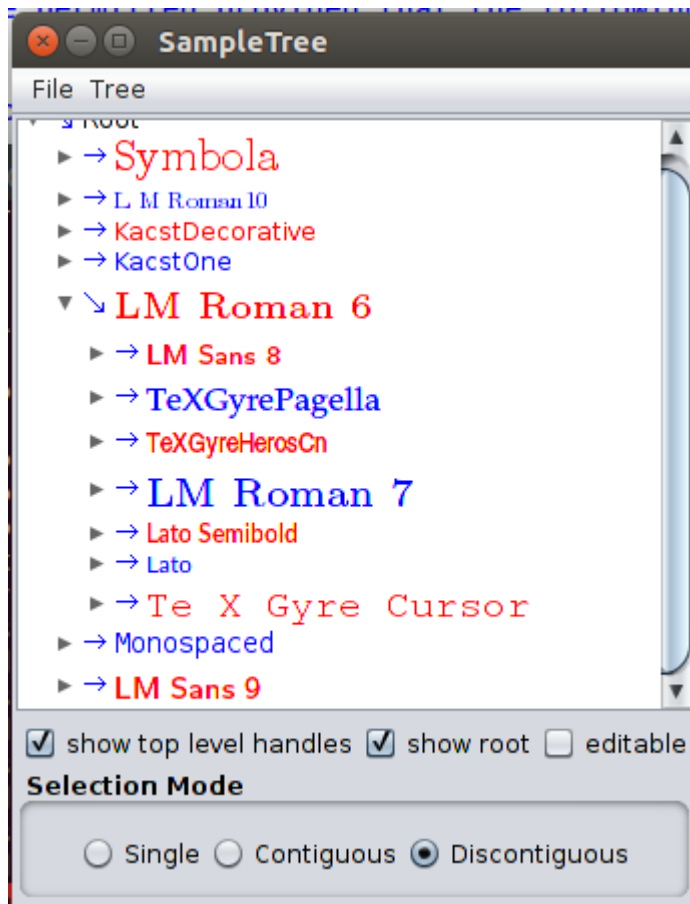 SampleTree
File Tree
Root
Symbola
L M Roman 10
KacstDecorative
KacstOne
LM Roman 6
LM Sans 8
TeXGyrePagella
TeXGyreHerosCn
LM Roman 7
Lato Semibold
Lato
Te X Gyre Cursor
Monospaced
LM Sans 9
show top level handles show root editable
Selection Mode
Single Contiguous Discontiguous